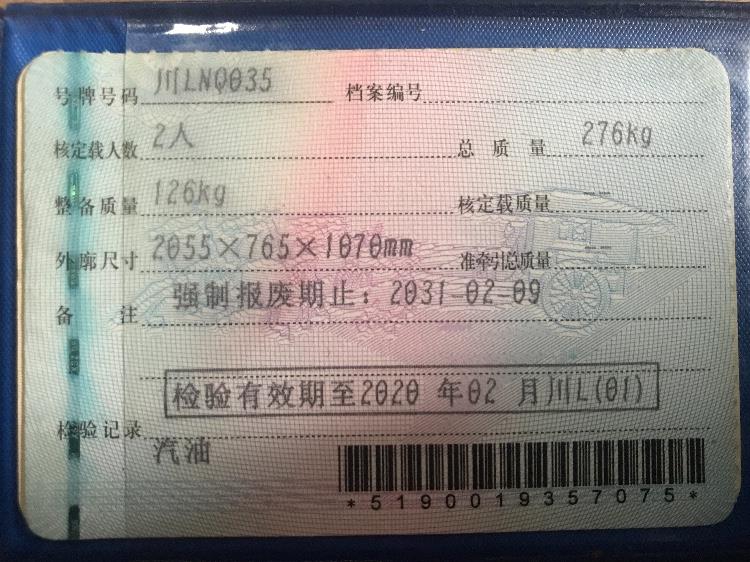 号牌号码 川LNQ035 档案编号
核定载人数 2人 总质量 276kg
整备质量 126kg 核定载质量 --
外廓尺寸 2055×765×1070mm 准牵引总质量 --
备注 强制报废期止：2031-02-09
检验有效期至2020 年02 月川L(01)
检验记录
汽油
*5190019357075*